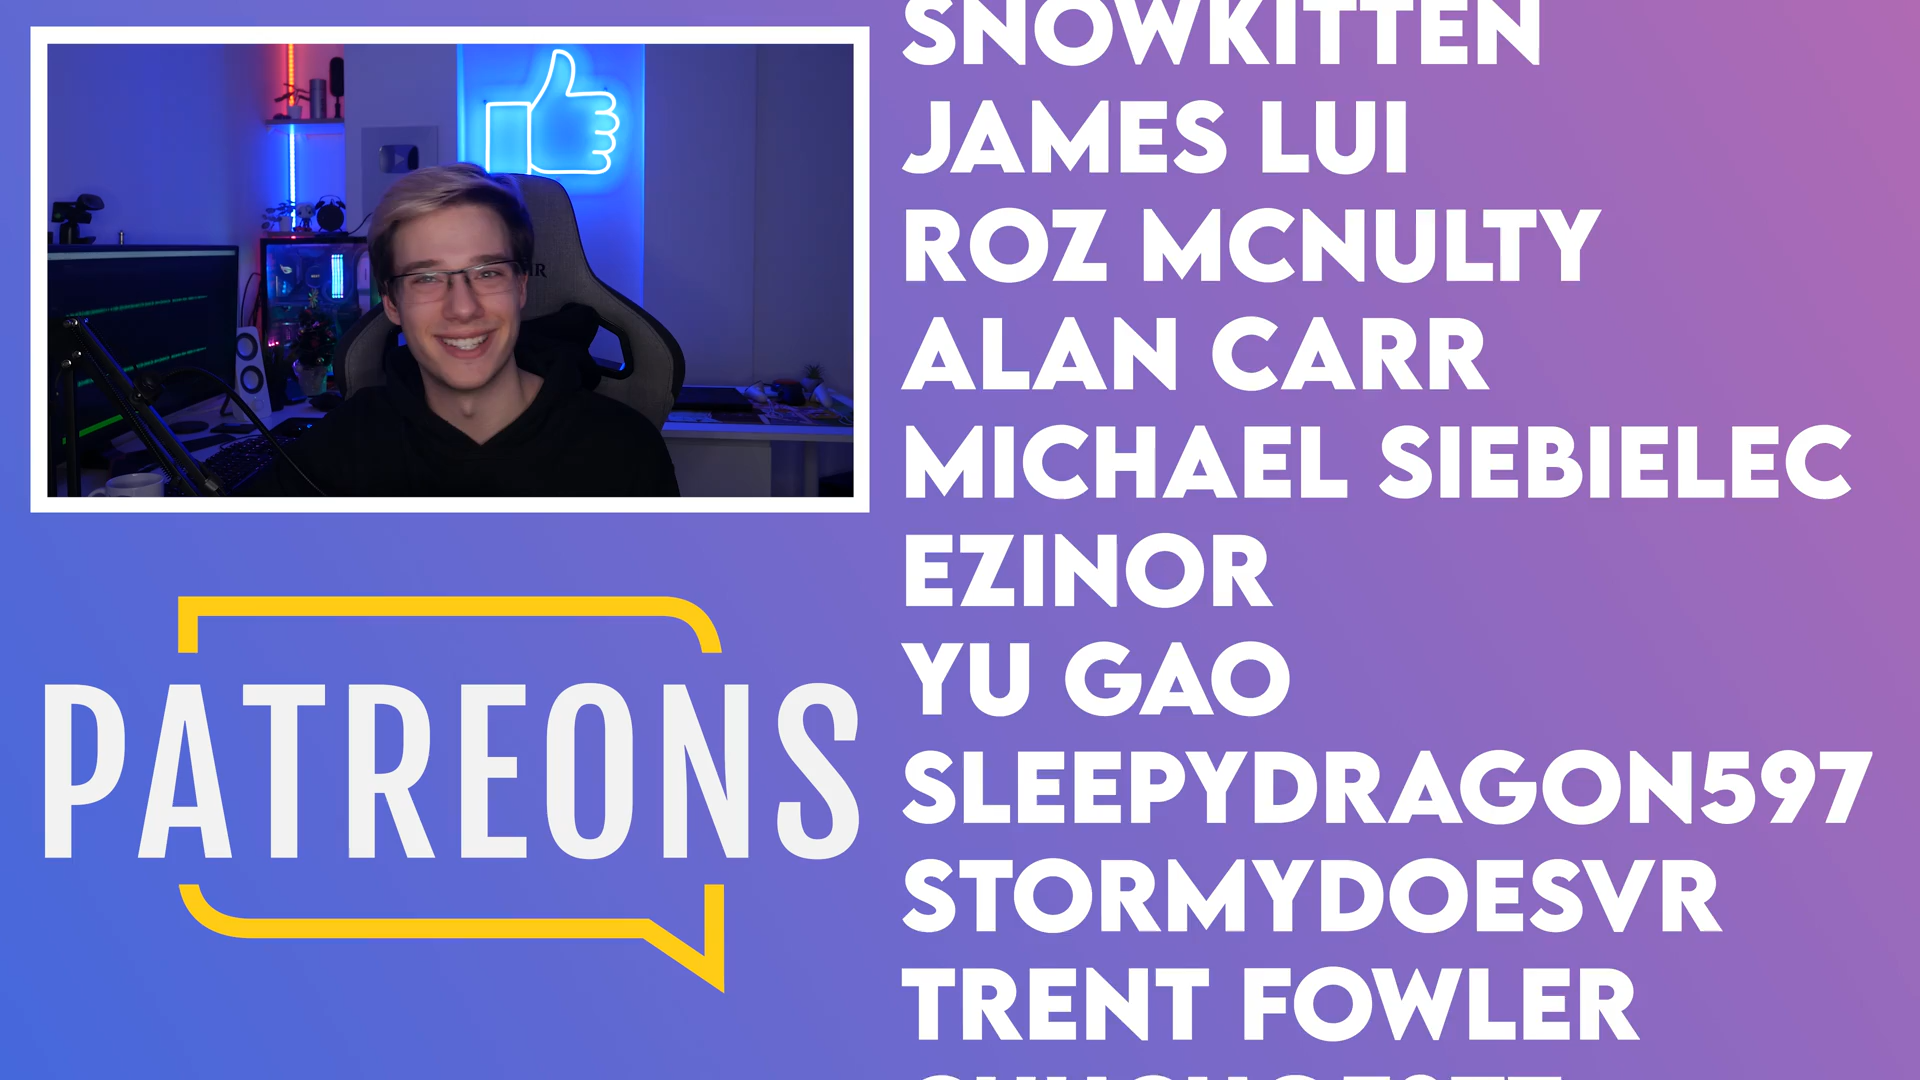 SNOWKITTEN
JAMES LUI
ROZ MCNULTY
ALAN CARR
MICHAEL SIEBIELEC
EZINOR
YU GAO
SLEEPYDRAGON597
STORMYDOESVR
TRENT FOWLER
PATREONS